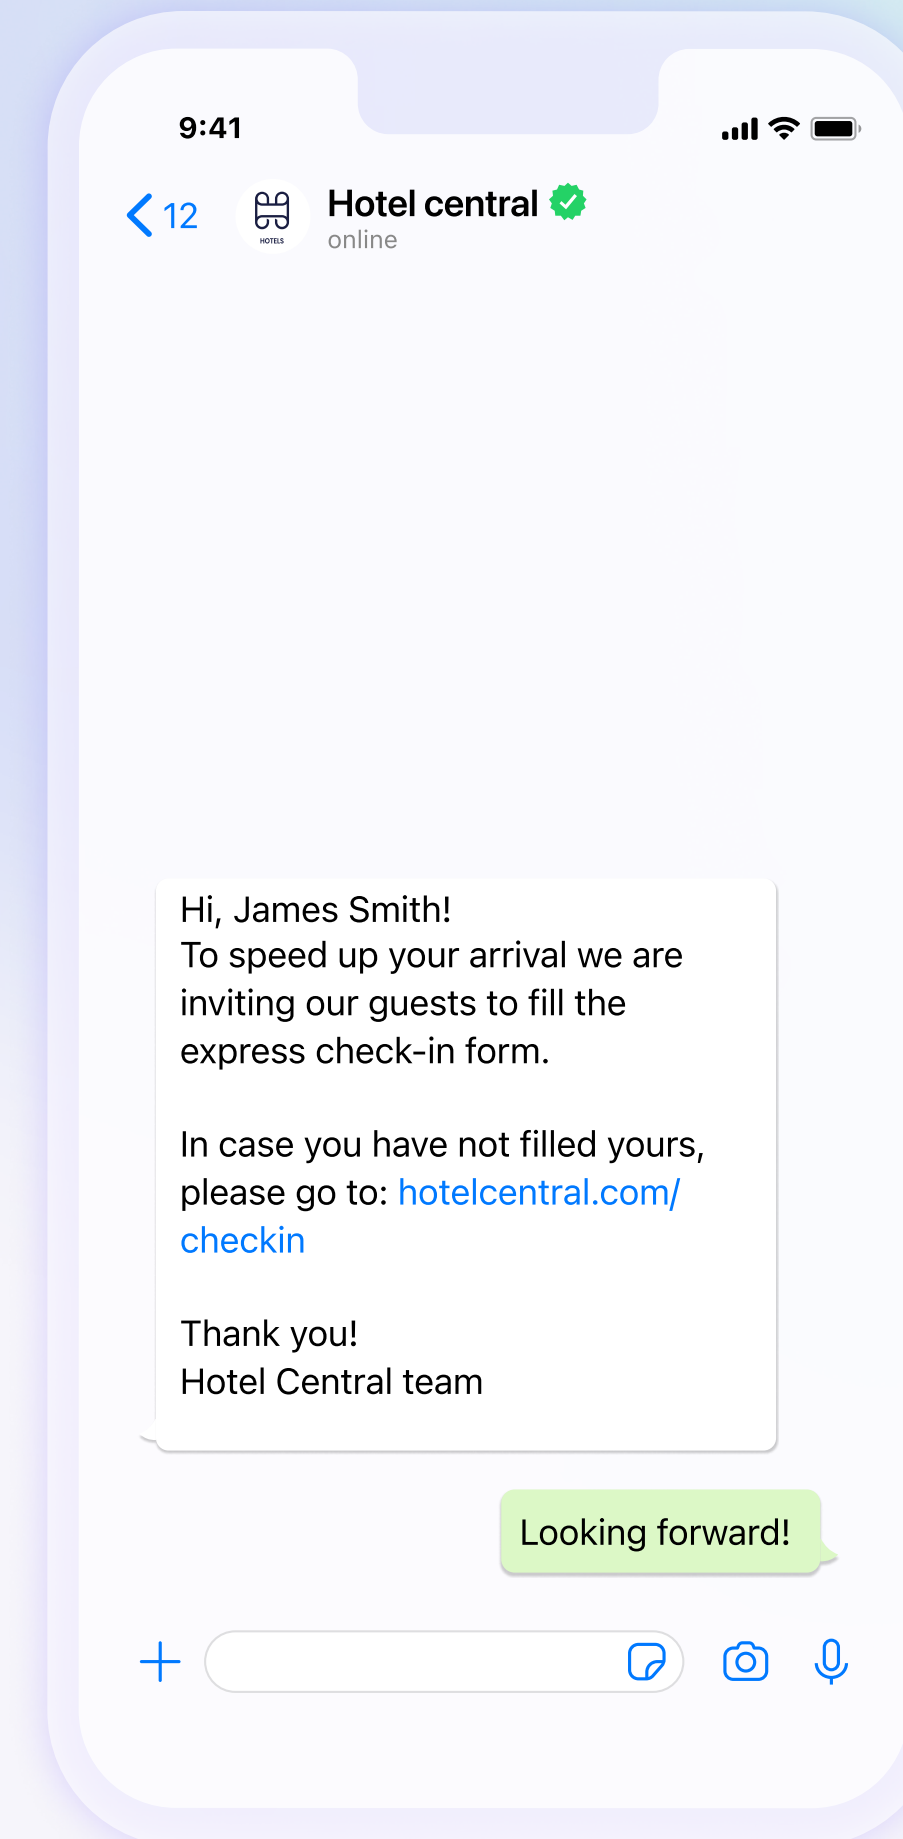 9:41
12
Hotel central
online
HOTELS
Hi, James Smith!
To speed up your arrival we are
inviting our guests to fill the
express check-in form.
In case you have not filled yours,
please go to: hotelcentral.com/
checkin
Thank you!
Hotel Central team
Looking forward!